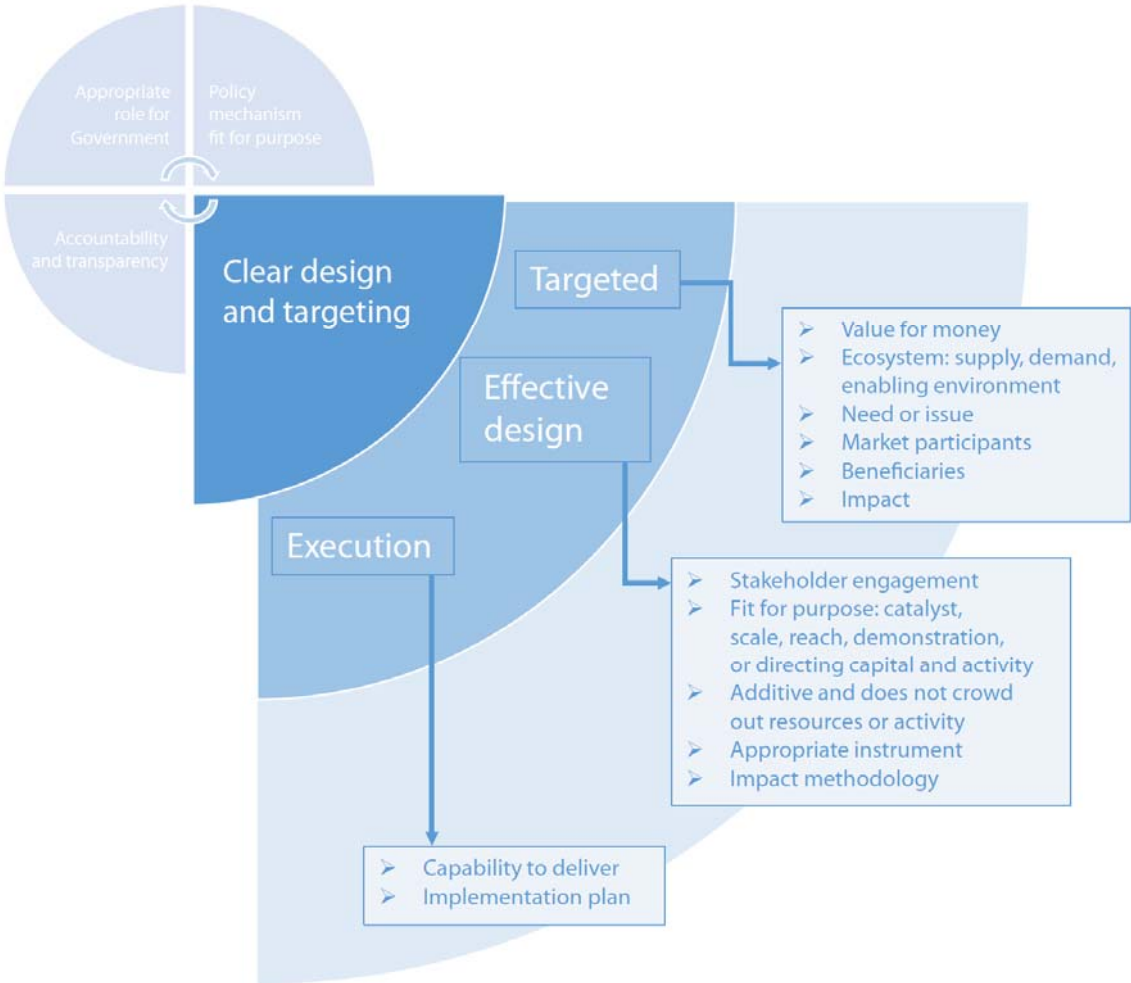 Appropriate
role for
Government
Policy
mechanism
fit for purpose
Accountability
and transparency
Clear design
and targeting
Targeted
➢ Value for money
➢ Ecosystem: supply, demand,
enabling environment
➢ Need or issue
➢ Market participants
➢ Beneficiaries
➢ Impact
Effective
design
➢ Stakeholder engagement
➢ Fit for purpose: catalyst,
scale, reach, demonstration,
or directing capital and activity
➢ Additive and does not crowd
out resources or activity
➢ Appropriate instrument
➢ Impact methodology
Execution
➢ Capability to deliver
➢ Implementation plan